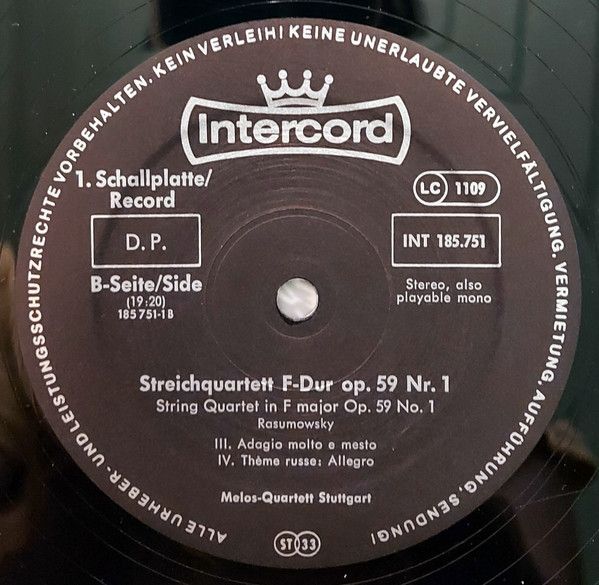 ALLE URHEBER- UND LEISTUNGSSCHUTZRECHTE VORBEHALTEN. KEIN VERLEIH! KEINE UNERLAUBTE VERVIELFÄLTIGUNG, VERMIETUNG, AUFFÜHRUNG, SENDUNG!
Intercord
1. Schallplatte/
Record
LC 1109
D.P.
INT 185.751
B-Seite/Side
(19:20)
185 751-1B
Stereo, also
playable mono
Streichquartett F-Dur op. 59 Nr. 1
String Quartet in F major Op. 59 No. 1
Rasumowsky
III. Adagio molto e mesto
IV. Thème russe: Allegro
Melos-Quartett Stuttgart
ST 33